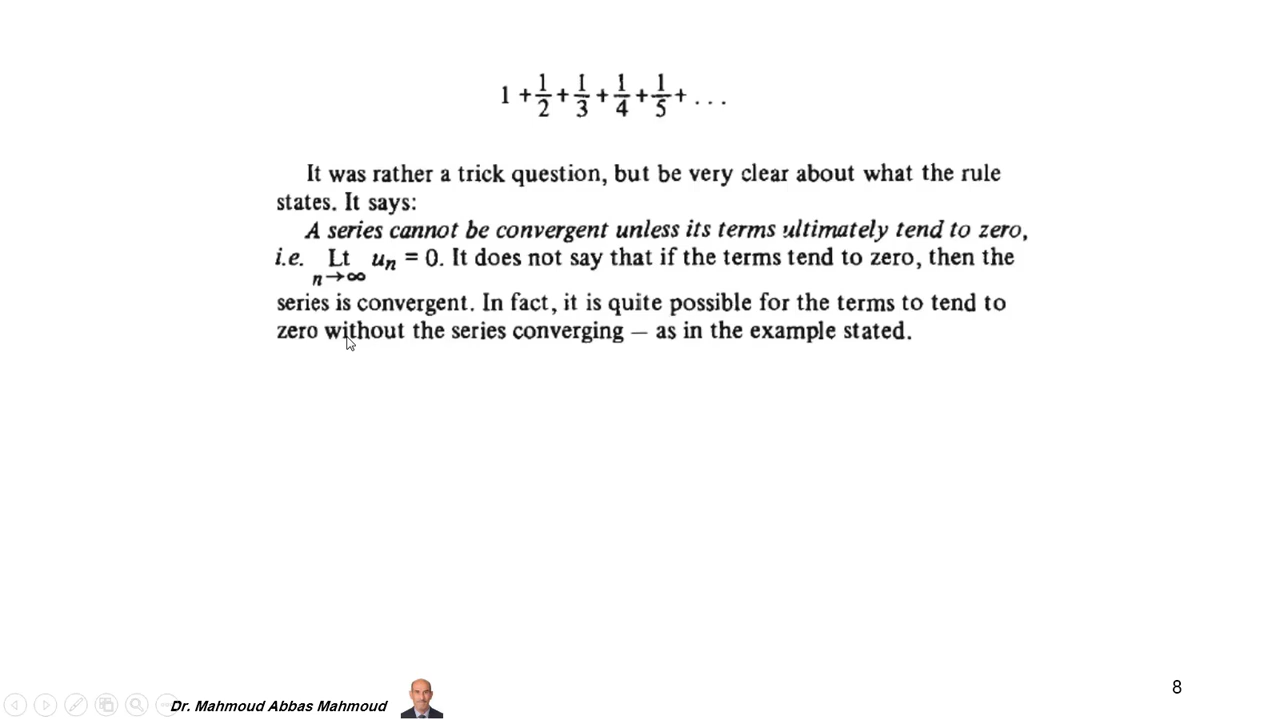 1 + 1/2 + 1/3 + 1/4 + 1/5 + . . .
It was rather a trick question, but be very clear about what the rule
states. It says:
A series cannot be convergent unless its terms ultimately tend to zero,
i.e. Lt n→∞ uₙ = 0. It does not say that if the terms tend to zero, then the
series is convergent. In fact, it is quite possible for the terms to tend to
zero without the series converging — as in the example stated.
Dr. Mahmoud Abbas Mahmoud
8